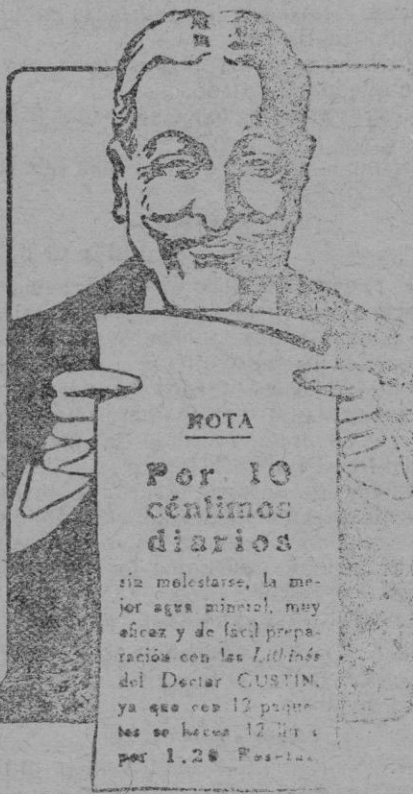 NOTA
Por 10
céntimos
diarios
sin molestarse, la me-
jor agua mineral, muy
eficaz y de fácil prepa-
ración con los Lithinés
del Doctor GUSTIN,
ya que con 12 paque-
tes se hacen 12
por 1.20 Pesetas.